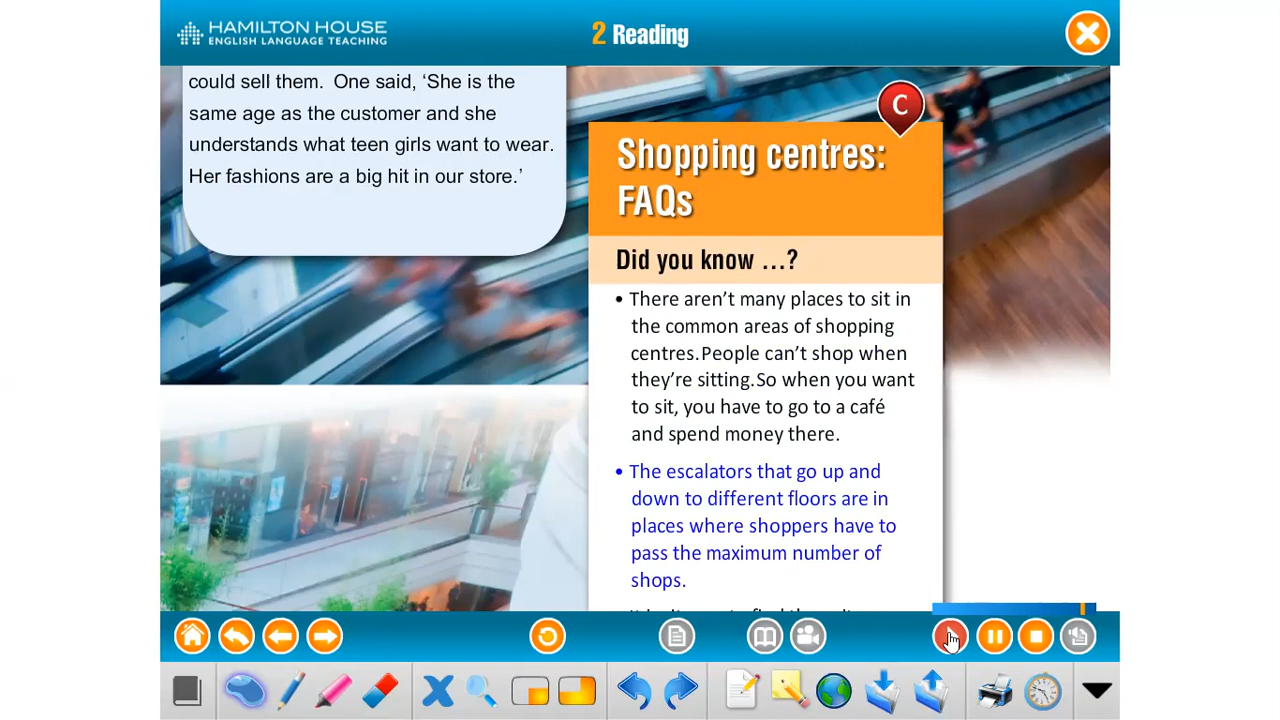 HAMILTON HOUSE
ENGLISH LANGUAGE TEACHING
2 Reading
could sell them. One said, ‘She is the
same age as the customer and she
understands what teen girls want to wear.
Her fashions are a big hit in our store.’
C
Shopping centres:
FAQs
Did you know …?
• There aren’t many places to sit in
the common areas of shopping
centres.People can’t shop when
they’re sitting.So when you want
to sit, you have to go to a café
and spend money there.
• The escalators that go up and
down to different floors are in
places where shoppers have to
pass the maximum number of
shops.